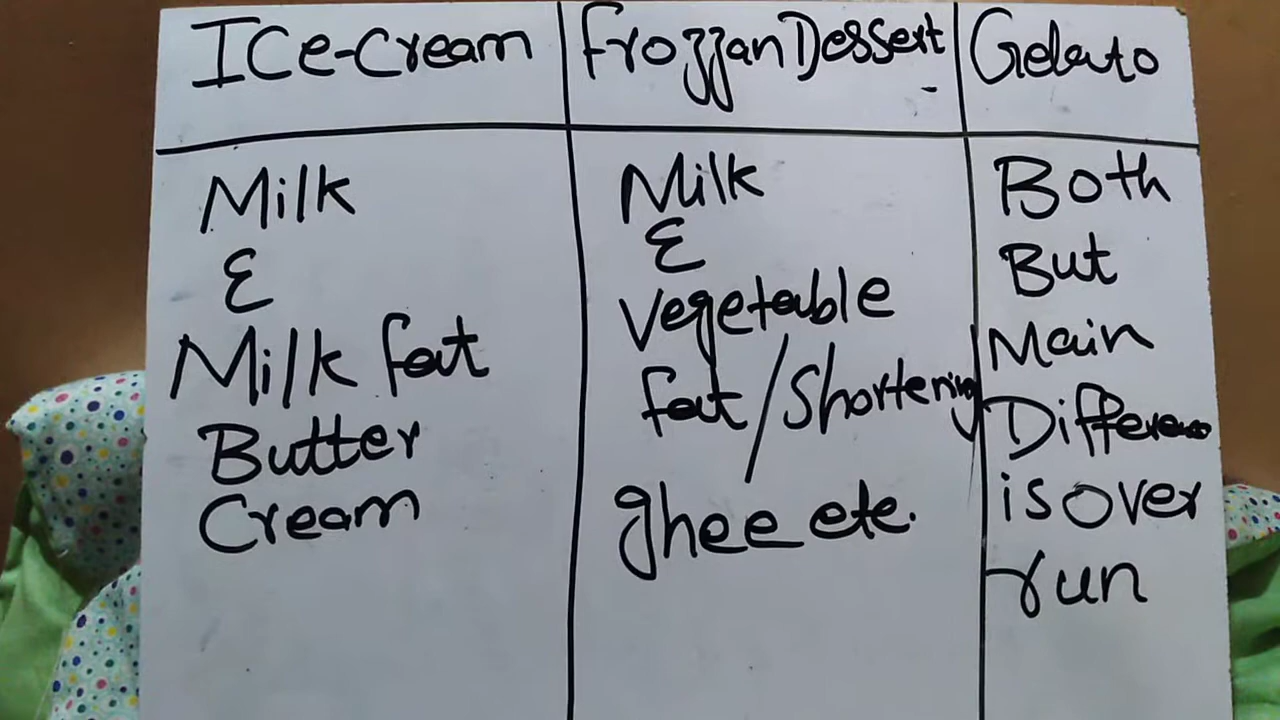 ICe-Cream
Milk
&
Milk fat
Butter
Cream
Frozzan Dessert
Milk
&
Vegetable
fat/Shortening
ghee etc.
Gelato
Both
But
Main
Difference
is over
run